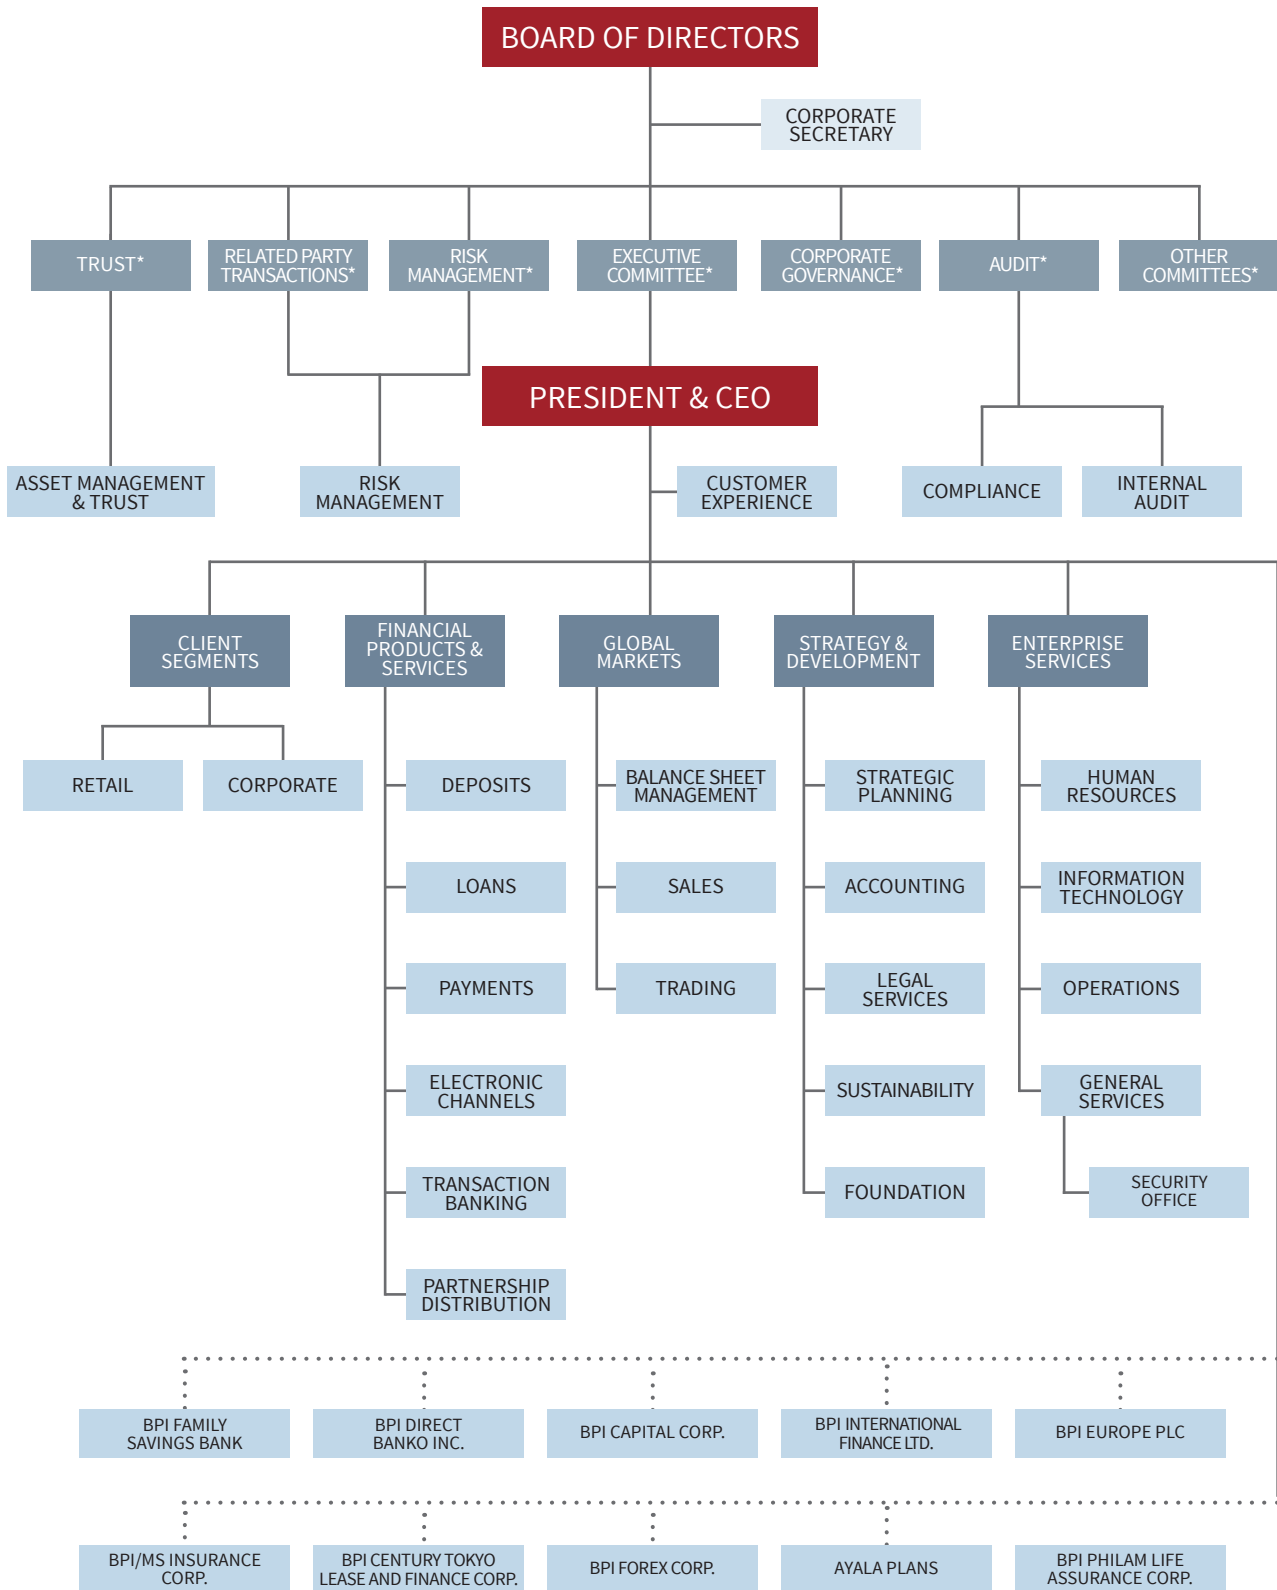 BOARD OF DIRECTORS
CORPORATE
SECRETARY
TRUST*
RELATED PARTY
TRANSACTIONS*
RISK
MANAGEMENT*
EXECUTIVE
COMMITTEE*
CORPORATE
GOVERNANCE*
AUDIT*
OTHER
COMMITTEES*
PRESIDENT & CEO
ASSET MANAGEMENT
& TRUST
RISK
MANAGEMENT
CUSTOMER
EXPERIENCE
COMPLIANCE
INTERNAL
AUDIT
CLIENT
SEGMENTS
FINANCIAL
PRODUCTS &
SERVICES
GLOBAL
MARKETS
STRATEGY &
DEVELOPMENT
ENTERPRISE
SERVICES
RETAIL
CORPORATE
DEPOSITS
BALANCE SHEET
MANAGEMENT
STRATEGIC
PLANNING
HUMAN
RESOURCES
LOANS
SALES
ACCOUNTING
INFORMATION
TECHNOLOGY
PAYMENTS
TRADING
LEGAL
SERVICES
OPERATIONS
ELECTRONIC
CHANNELS
SUSTAINABILITY
GENERAL
SERVICES
TRANSACTION
BANKING
FOUNDATION
SECURITY
OFFICE
PARTNERSHIP
DISTRIBUTION
BPI FAMILY
SAVINGS BANK
BPI DIRECT
BANKO INC.
BPI CAPITAL CORP.
BPI INTERNATIONAL
FINANCE LTD.
BPI EUROPE PLC
BPI/MS INSURANCE
CORP.
BPI CENTURY TOKYO
LEASE AND FINANCE CORP.
BPI FOREX CORP.
AYALA PLANS
BPI PHILAM LIFE
ASSURANCE CORP.